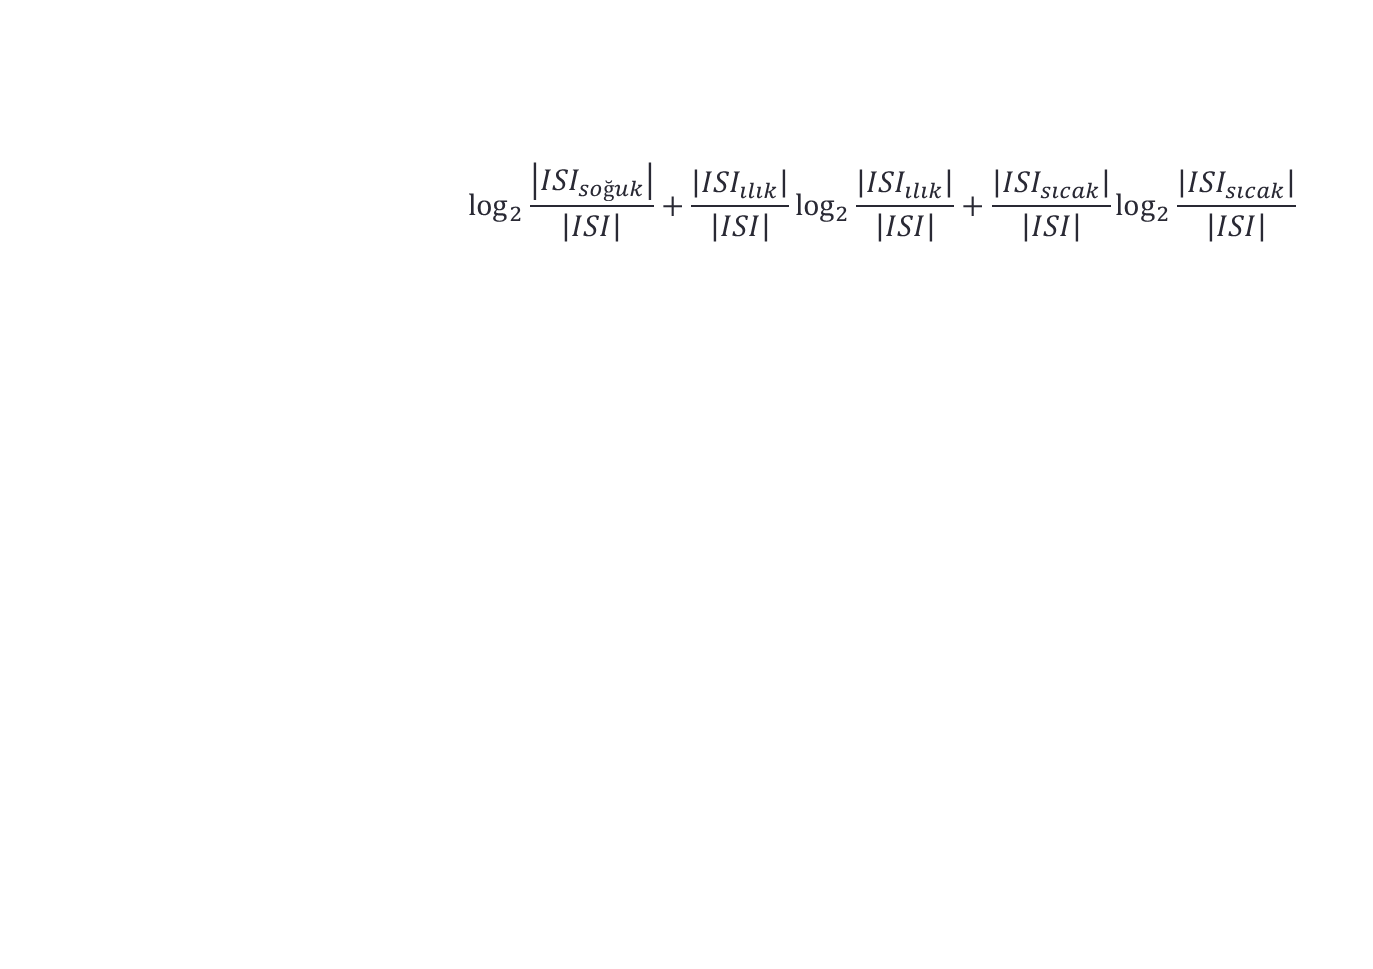 log₂ |ISI_soğuk| / |ISI| + |ISI_ılık| / |ISI| log₂ |ISI_ılık| / |ISI| + |ISI_sıcak| / |ISI| log₂ |ISI_sıcak| / |ISI|